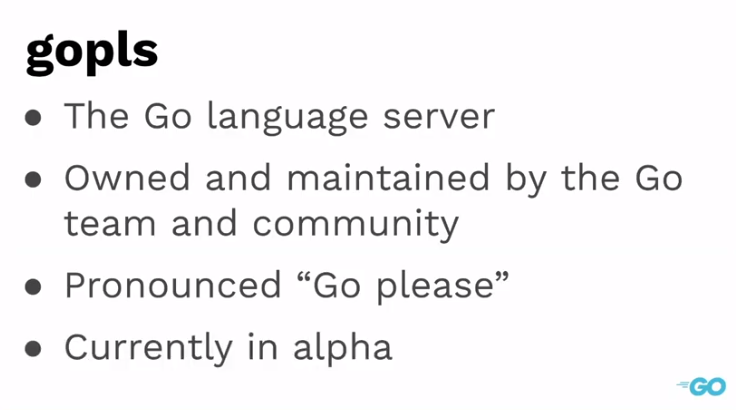 gopls
● The Go language server
● Owned and maintained by the Go
team and community
● Pronounced “Go please”
● Currently in alpha
GO